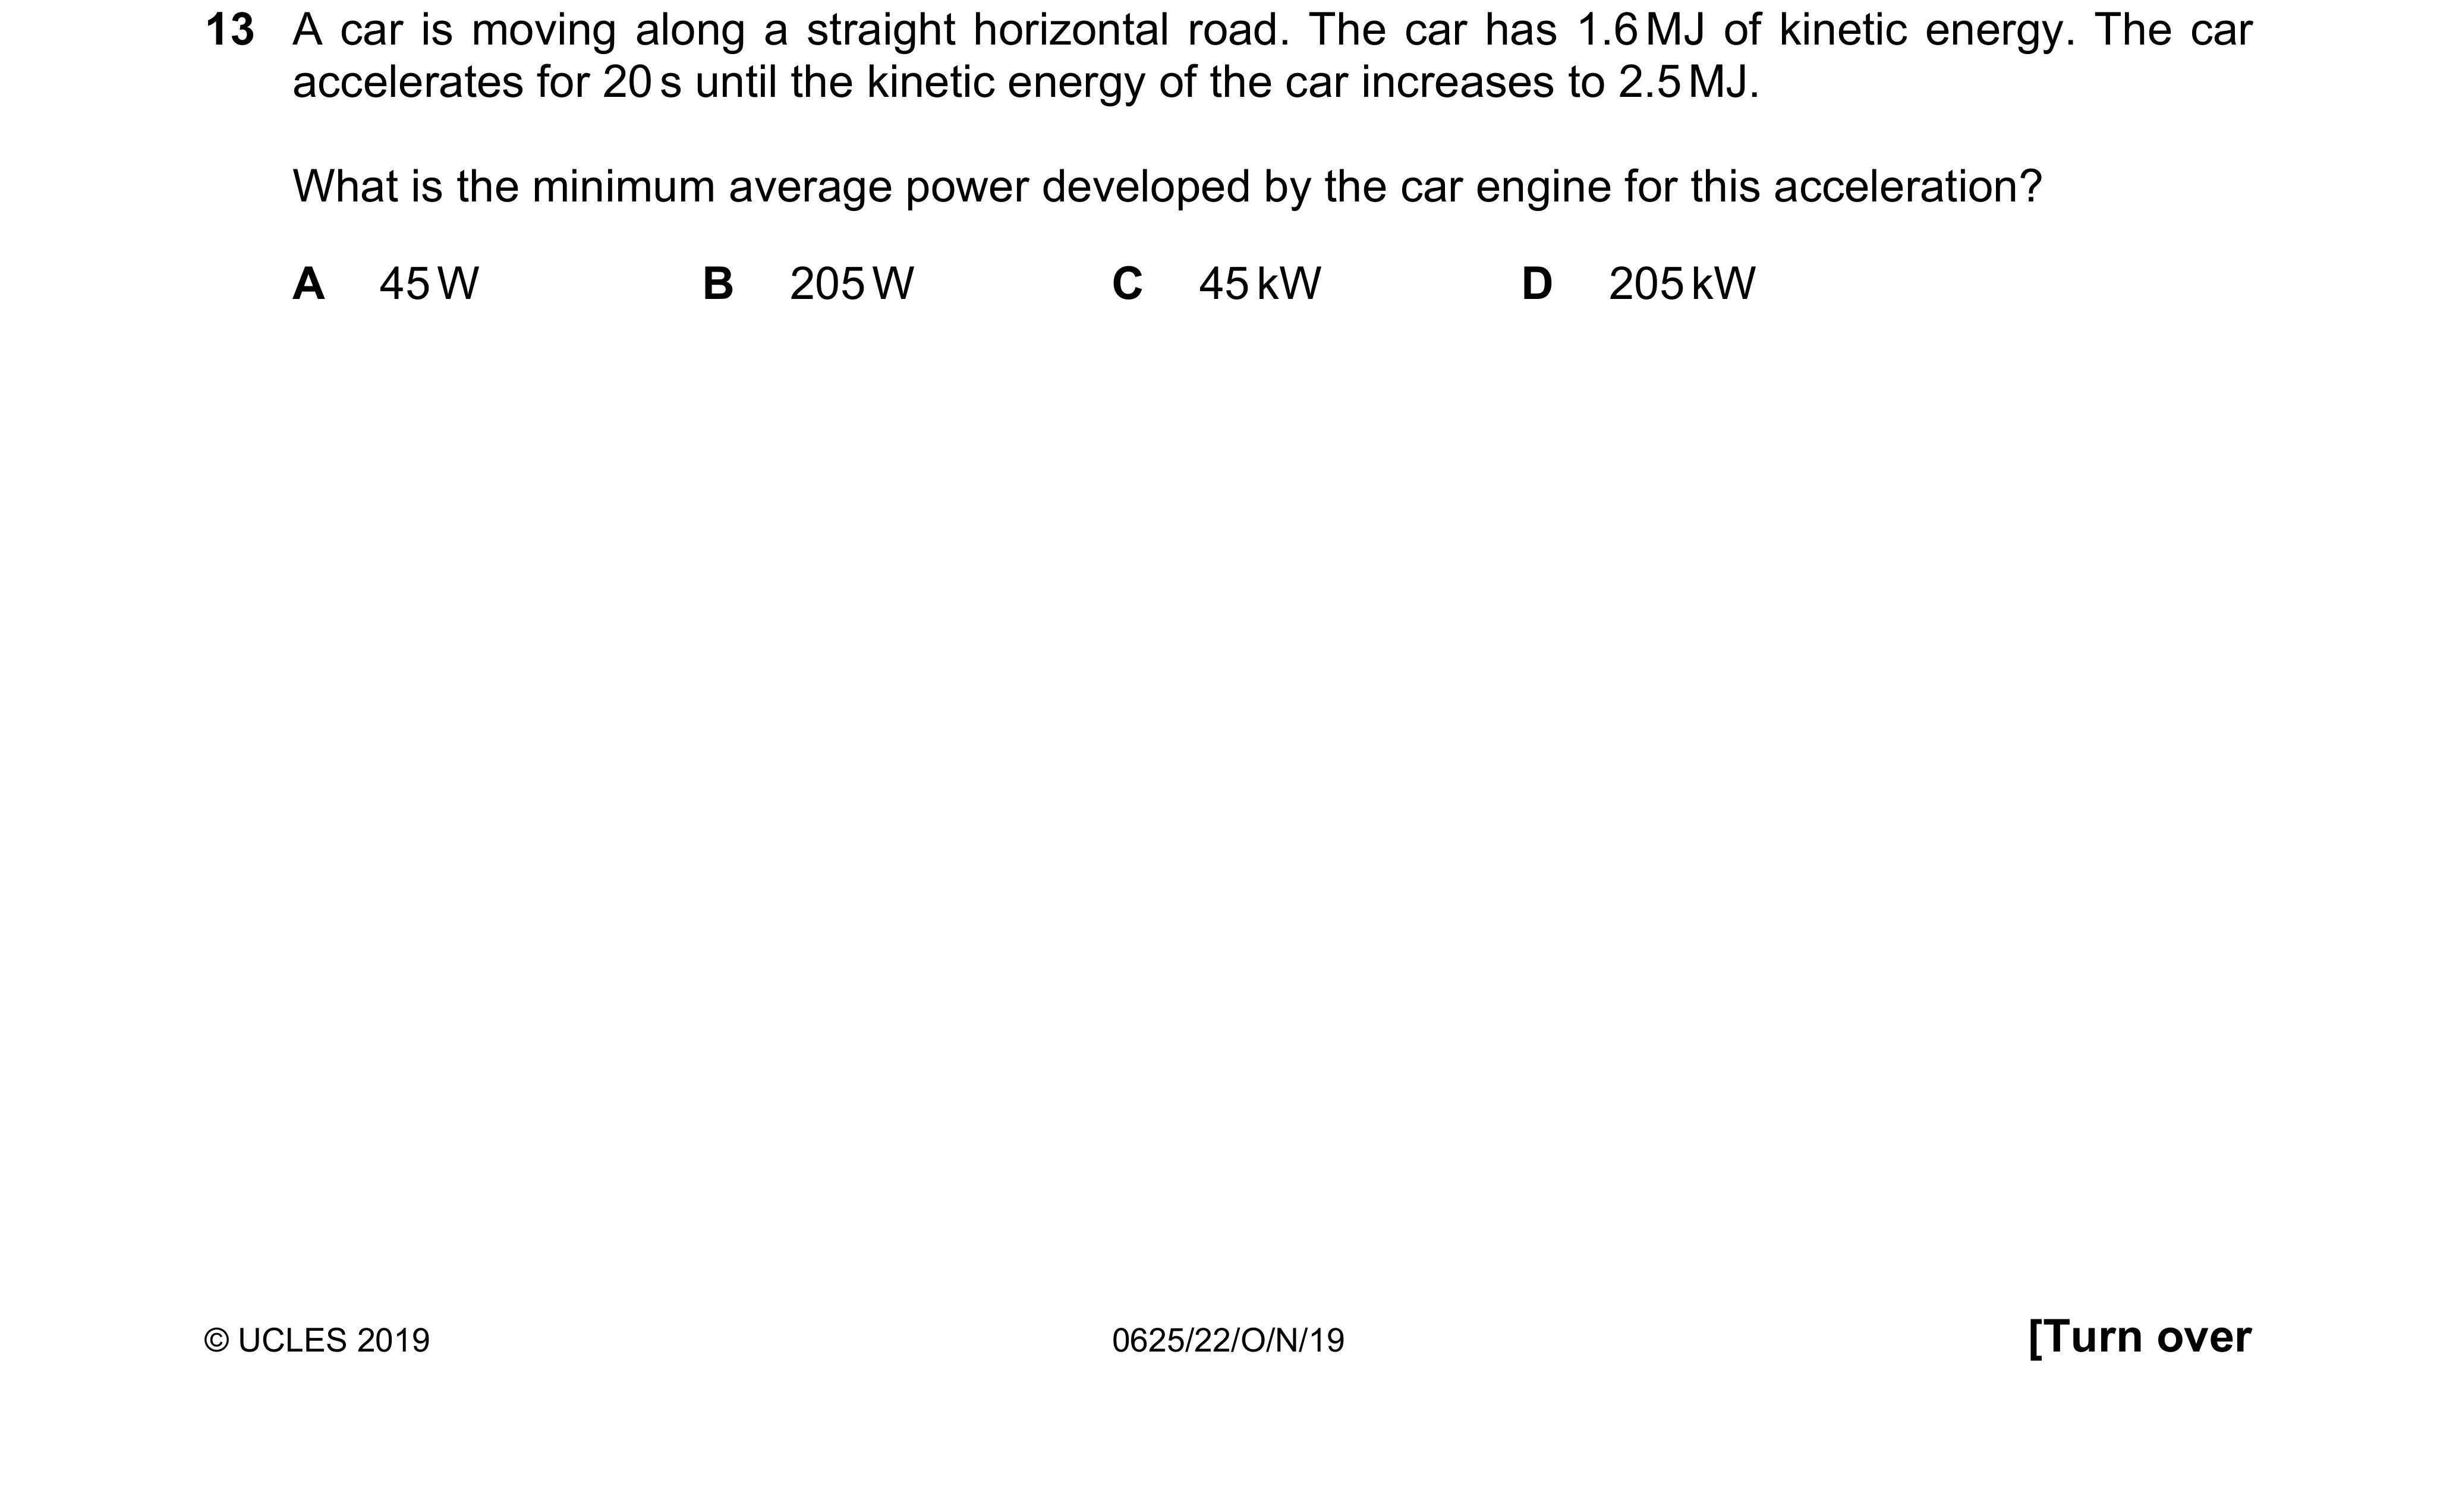 13 A car is moving along a straight horizontal road. The car has 1.6 MJ of kinetic energy. The car
accelerates for 20 s until the kinetic energy of the car increases to 2.5 MJ.
What is the minimum average power developed by the car engine for this acceleration?
A 45 W B 205 W C 45 kW D 205 kW
© UCLES 2019 0625/22/O/N/19 [Turn over